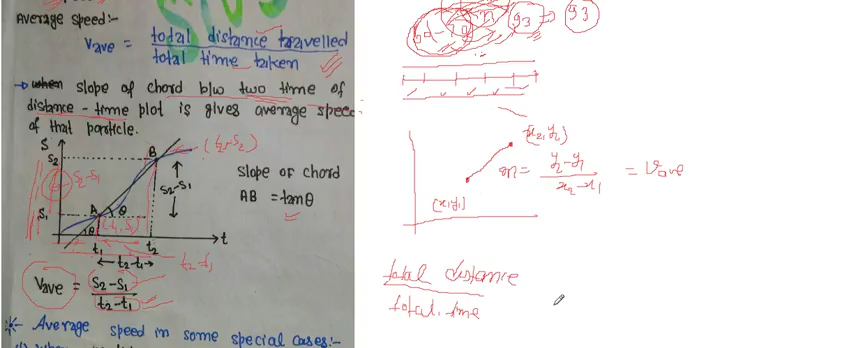 Average speed:-
Vave = total distance travelled
total time taken
→ when slope of chord b/w two time of
distance - time plot is gives average speed
of that particle.
S
S2
B
(t2, S2)
S2-S1
S2-S1
slope of chord
AB = tanθ
S1
A
θ
(t1, S1)
θ
t
t1
t2
← t2-t1 →
t2-t1
Vave = S2-S1
t2-t1
Average speed in some special cases:-
93 = 93
(x2, y2)
m = y2-y1 = Vave
x2-x1
(x1, y1)
total distance
total time